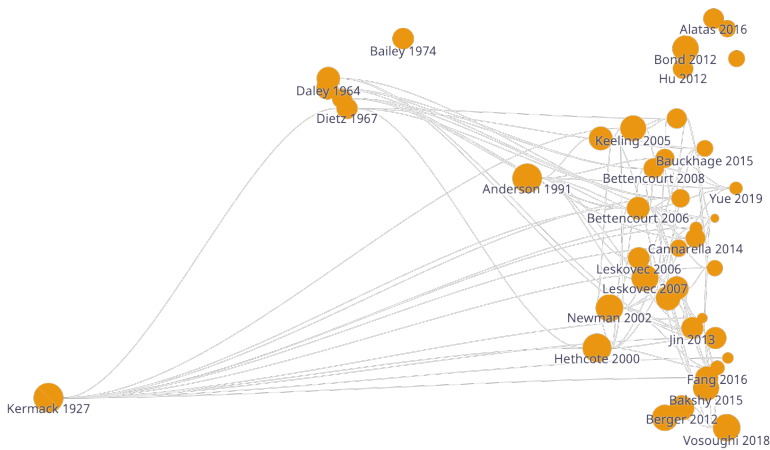 Alatas 2016
Bailey 1974
Bond 2012
Hu 2012
Daley 1964
Dietz 1967
Keeling 2005
Bauckhage 2015
Bettencourt 2008
Anderson 1991
Yue 2019
Bettencourt 2006
Cannarella 2014
Leskovec 2006
Leskovec 2007
Newman 2002
Jin 2013
Hethcote 2000
Fang 2016
Bakshy 2015
Kermack 1927
Berger 2012
Vosoughi 2018